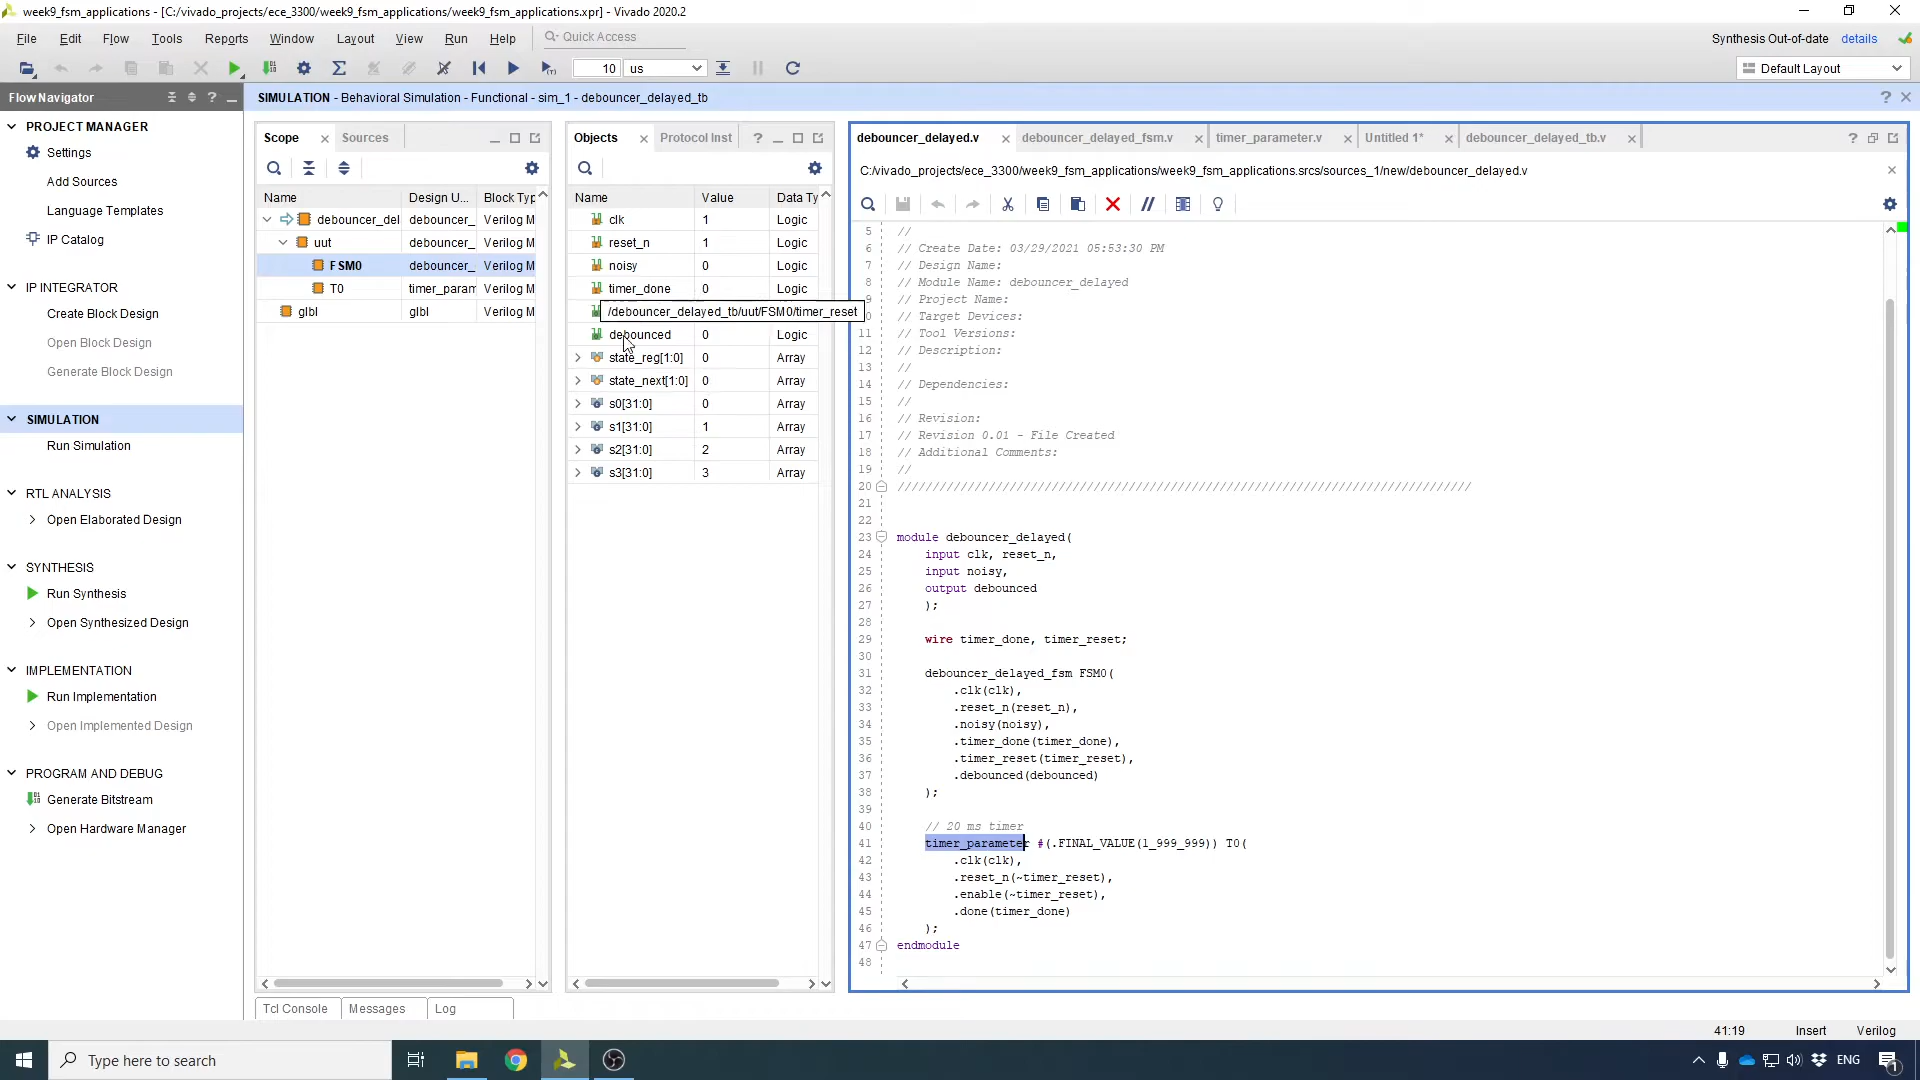 week9_fsm_applications - [C:/vivado_projects/ece_3300/week9_fsm_applications/week9_fsm_applications.xpr] - Vivado 2020.2
File Edit Flow Tools Reports Window Layout View Run Help Quick Access
Synthesis Out-of-date details
10 us
Default Layout
Flow Navigator
SIMULATION - Behavioral Simulation - Functional - sim_1 - debouncer_delayed_tb
PROJECT MANAGER
Settings
Add Sources
Language Templates
IP Catalog
IP INTEGRATOR
Create Block Design
Open Block Design
Generate Block Design
SIMULATION
Run Simulation
RTL ANALYSIS
Open Elaborated Design
SYNTHESIS
Run Synthesis
Open Synthesized Design
IMPLEMENTATION
Run Implementation
Open Implemented Design
PROGRAM AND DEBUG
Generate Bitstream
Open Hardware Manager
Scope Sources
Name Design U... Block Typ
debouncer_del debouncer_ Verilog M
uut debouncer_ Verilog M
FSM0 debouncer_ Verilog M
T0 timer_param Verilog M
glbl glbl Verilog M
Objects Protocol Inst
Name Value Data Ty
clk 1 Logic
reset_n 1 Logic
noisy 0 Logic
timer_done 0 Logic
/debouncer_delayed_tb/uut/FSM0/timer_reset
debounced 0 Logic
state_reg[1:0] 0 Array
state_next[1:0] 0 Array
s0[31:0] 0 Array
s1[31:0] 1 Array
s2[31:0] 2 Array
s3[31:0] 3 Array
debouncer_delayed.v debouncer_delayed_fsm.v timer_parameter.v Untitled 1* debouncer_delayed_tb.v
C:/vivado_projects/ece_3300/week9_fsm_applications/week9_fsm_applications.srcs/sources_1/new/debouncer_delayed.v
5 //
6 // Create Date: 03/29/2021 05:53:30 PM
7 // Design Name:
8 // Module Name: debouncer_delayed
9 // Project Name:
10 // Target Devices:
11 // Tool Versions:
12 // Description:
13 //
14 // Dependencies:
15 //
16 // Revision:
17 // Revision 0.01 - File Created
18 // Additional Comments:
19 //
20 //////////////////////////////////////////////////////////////////////////////////
21
22
23 module debouncer_delayed(
24 input clk, reset_n,
25 input noisy,
26 output debounced
27 );
28
29 wire timer_done, timer_reset;
30
31 debouncer_delayed_fsm FSM0(
32 .clk(clk),
33 .reset_n(reset_n),
34 .noisy(noisy),
35 .timer_done(timer_done),
36 .timer_reset(timer_reset),
37 .debounced(debounced)
38 );
39
40 // 20 ms timer
41 timer_parameter #(.FINAL_VALUE(1_999_999)) T0(
42 .clk(clk),
43 .reset_n(~timer_reset),
44 .enable(~timer_reset),
45 .done(timer_done)
46 );
47 endmodule
48
Tcl Console Messages Log
41:19 Insert Verilog
Type here to search
ENG
1